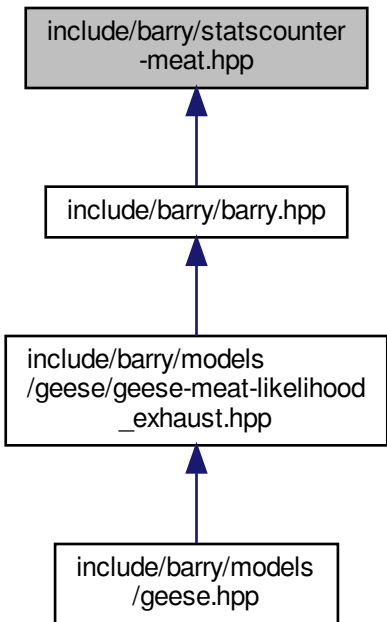 include/barry/statscounter
-meat.hpp
include/barry/barry.hpp
include/barry/models
/geese/geese-meat-likelihood
_exhaust.hpp
include/barry/models
/geese.hpp